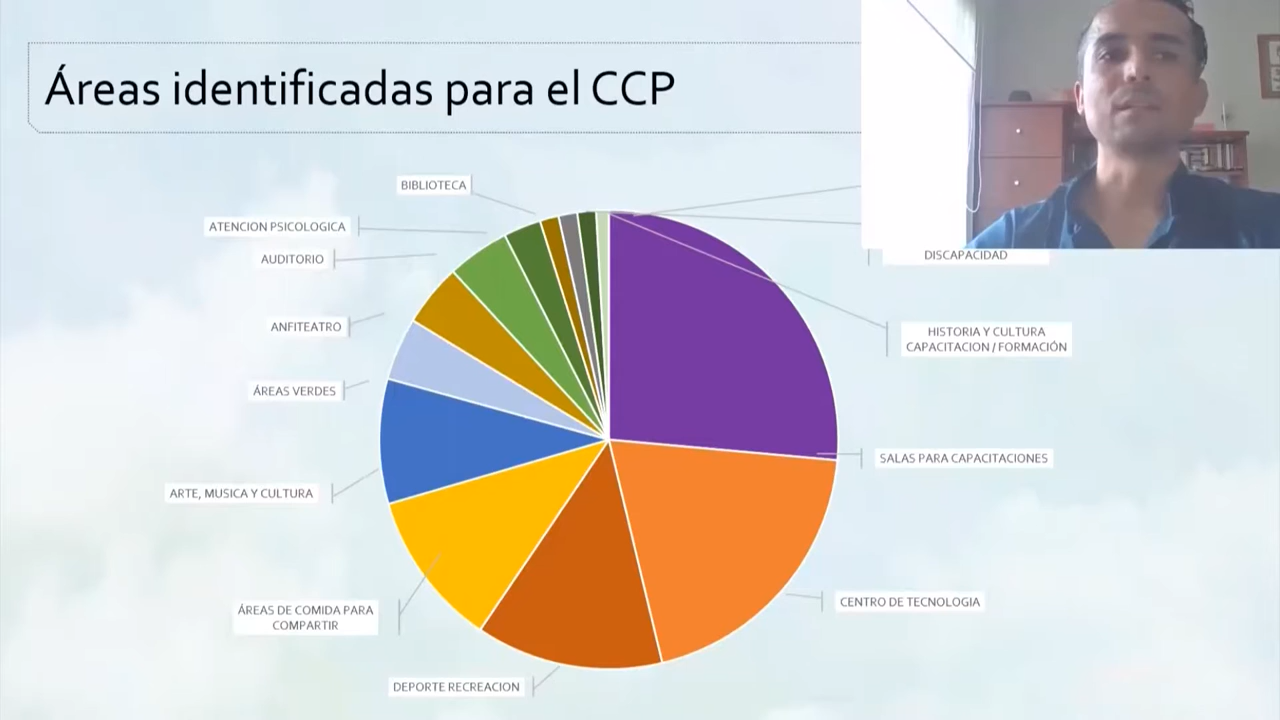 Áreas identificadas para el CCP
BIBLIOTECA
ATENCION PSICOLOGICA
AUDITORIO
DISCAPACIDAD
ANFITEATRO
HISTORIA Y CULTURA
CAPACITACION / FORMACIÓN
ÁREAS VERDES
SALAS PARA CAPACITACIONES
ARTE, MUSICA Y CULTURA
CENTRO DE TECNOLOGIA
ÁREAS DE COMIDA PARA
COMPARTIR
DEPORTE RECREACION